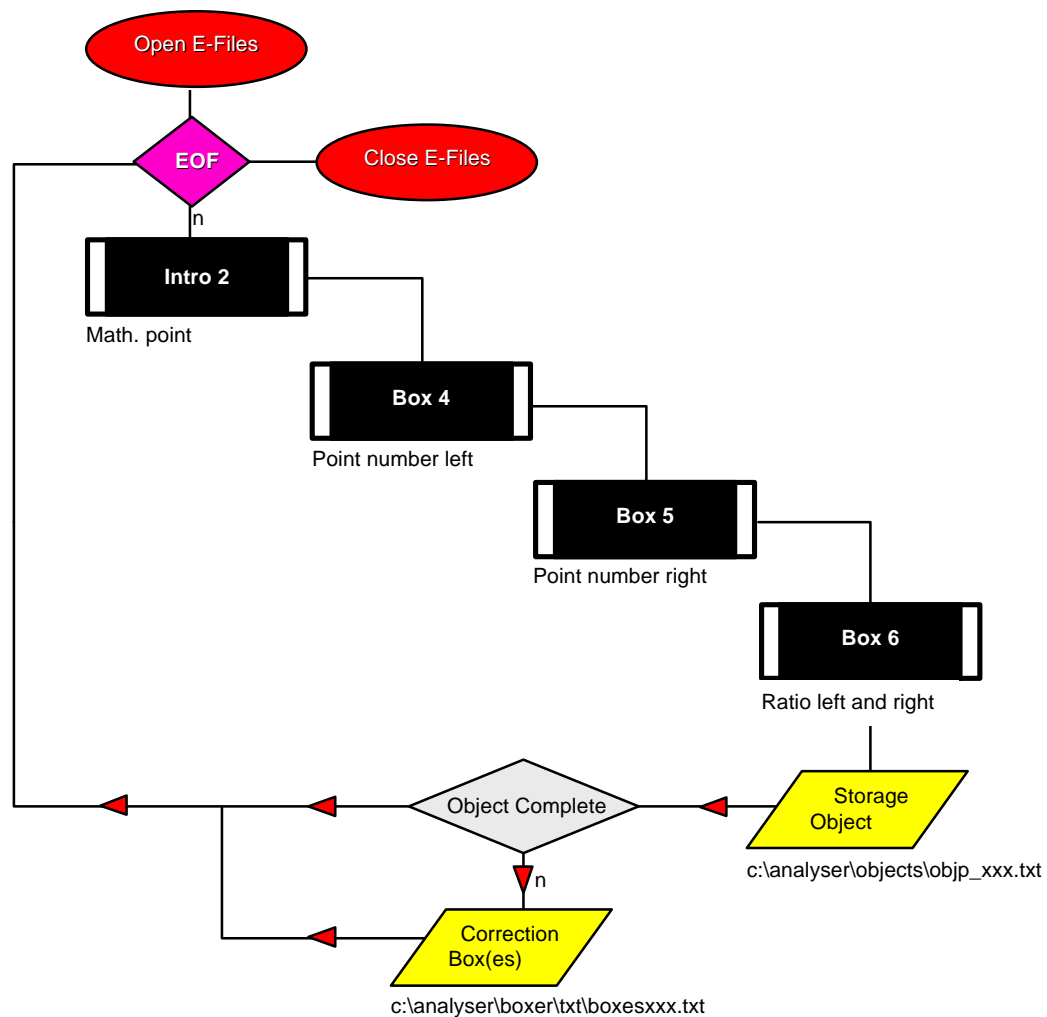 Open E-Files
EOF
Close E-Files
n
Intro 2
Math. point
Box 4
Point number left
Box 5
Point number right
Box 6
Ratio left and right
Object Complete
Storage
Object
c:\analyser\objects\objp_xxx.txt
n
Correction
Box(es)
c:\analyser\boxer\txt\boxesxxx.txt